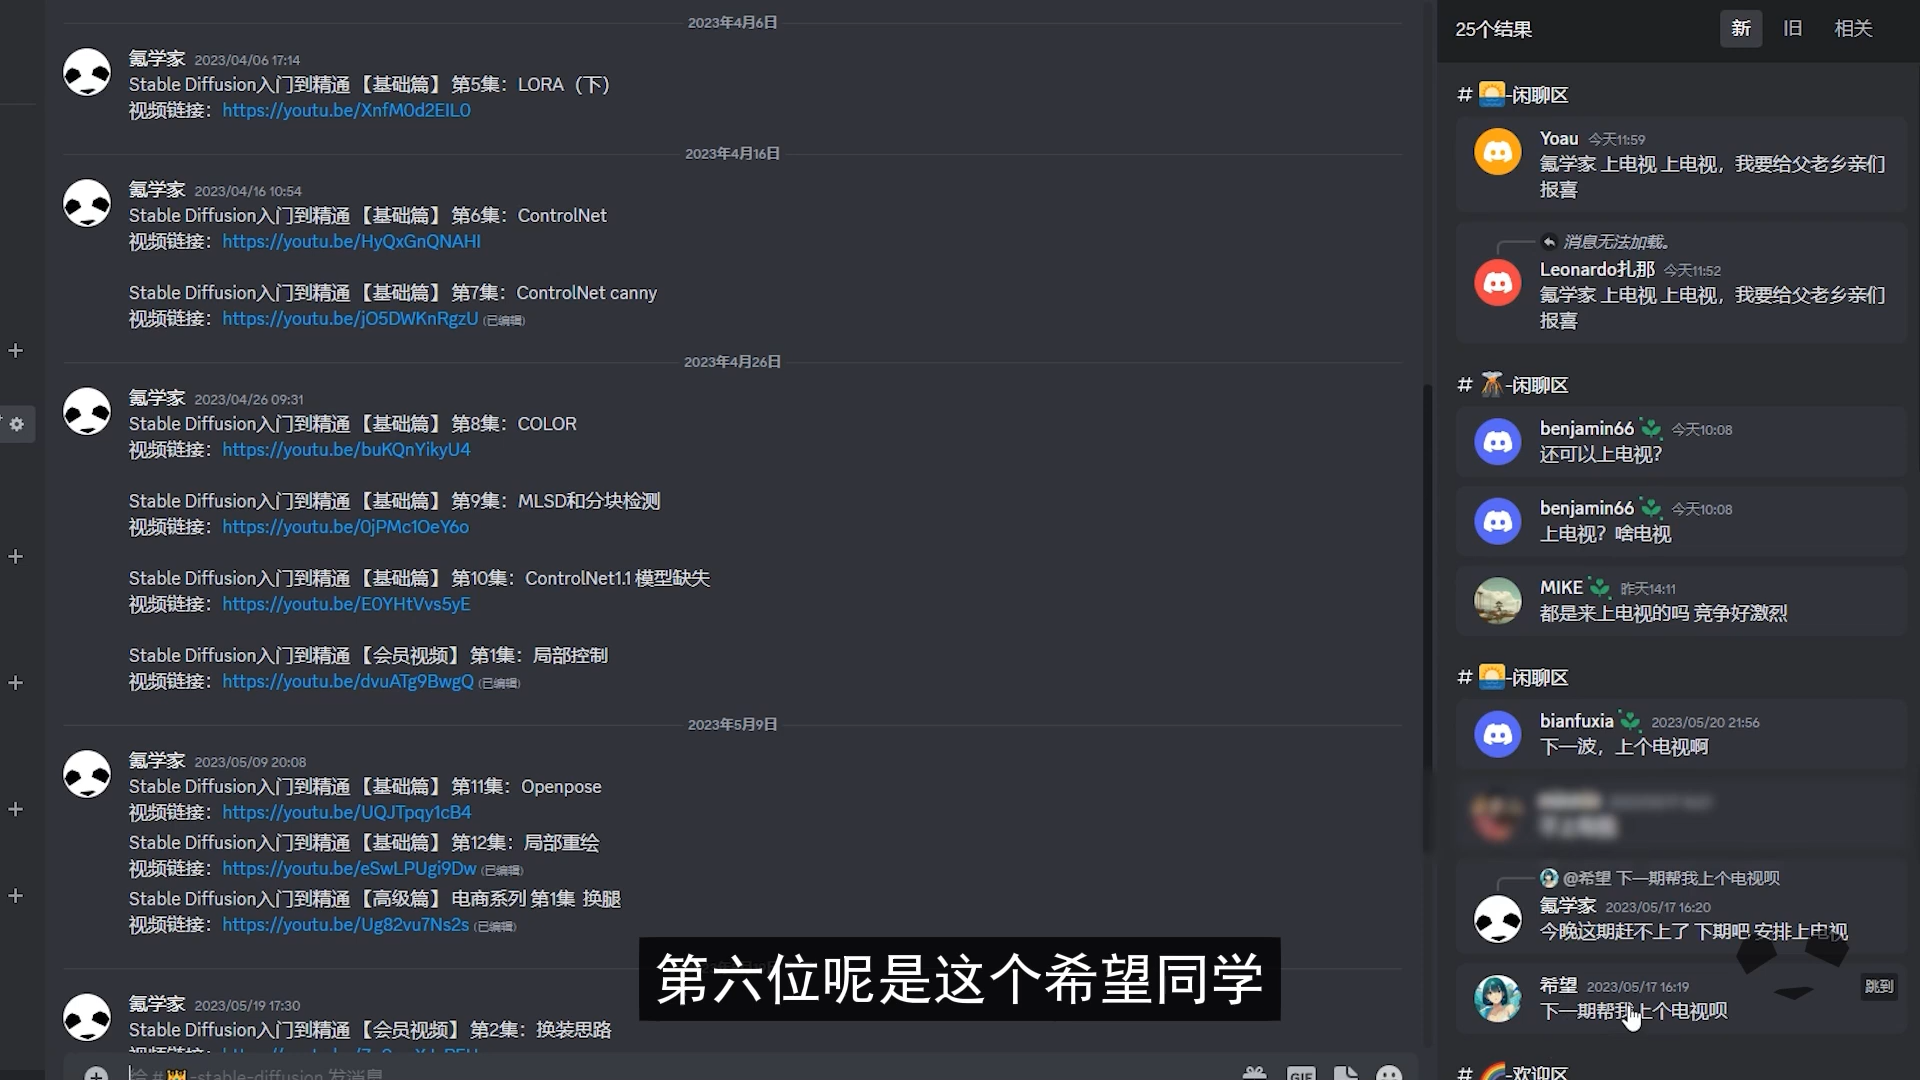 2023年4月6日
氪学家 2023/04/06 17:14
Stable Diffusion入门到精通 【基础篇】 第5集：LORA（下）
视频链接：https://youtu.be/XnfM0d2EIL0
2023年4月16日
氪学家 2023/04/16 10:54
Stable Diffusion入门到精通 【基础篇】 第6集：ControlNet
视频链接：https://youtu.be/HyQxGnQNAHI
Stable Diffusion入门到精通 【基础篇】 第7集：ControlNet canny
视频链接：https://youtu.be/jO5DWKnRgzU (已编辑)
2023年4月26日
氪学家 2023/04/26 09:31
Stable Diffusion入门到精通 【基础篇】 第8集：COLOR
视频链接：https://youtu.be/buKQnYikyU4
Stable Diffusion入门到精通 【基础篇】 第9集：MLSD和分块检测
视频链接：https://youtu.be/0jPMc1OeY6o
Stable Diffusion入门到精通 【基础篇】 第10集：ControlNet1.1 模型缺失
视频链接：https://youtu.be/E0YHtVvs5yE
Stable Diffusion入门到精通 【会员视频】 第1集：局部控制
视频链接：https://youtu.be/dvuATg9BwgQ (已编辑)
2023年5月9日
氪学家 2023/05/09 20:08
Stable Diffusion入门到精通 【基础篇】 第11集：Openpose
视频链接：https://youtu.be/UQJTpqy1cB4
Stable Diffusion入门到精通 【基础篇】 第12集：局部重绘
视频链接：https://youtu.be/eSwLPUgi9Dw (已编辑)
Stable Diffusion入门到精通 【高级篇】 电商系列 第1集 换腿
视频链接：https://youtu.be/Ug82vu7Ns2s (已编辑)
氪学家 2023/05/19 17:30
Stable Diffusion入门到精通 【会员视频】 第2集：换装思路
视频链接：
给 #-stable-diffusion 发消息
GIF
第六位呢是这个希望同学
25个结果
新 旧 相关
# -闲聊区
Yoau 今天11:59
氪学家 上电视 上电视，我要给父老乡亲们
报喜
消息无法加载。
Leonardo扎那 今天11:52
氪学家 上电视 上电视，我要给父老乡亲们
报喜
# -闲聊区
benjamin66 今天10:08
还可以上电视？
benjamin66 今天10:08
上电视？啥电视
MIKE 昨天14:11
都是来上电视的吗 竞争好激烈
# -闲聊区
bianfuxia 2023/05/20 21:56
下一波，上个电视啊
@希望 下一期帮我上个电视呗
氪学家 2023/05/17 16:20
今晚这期赶不上了 下期吧 安排上电视
希望 2023/05/17 16:19
跳到
下一期帮我上个电视呗
# -欢迎区